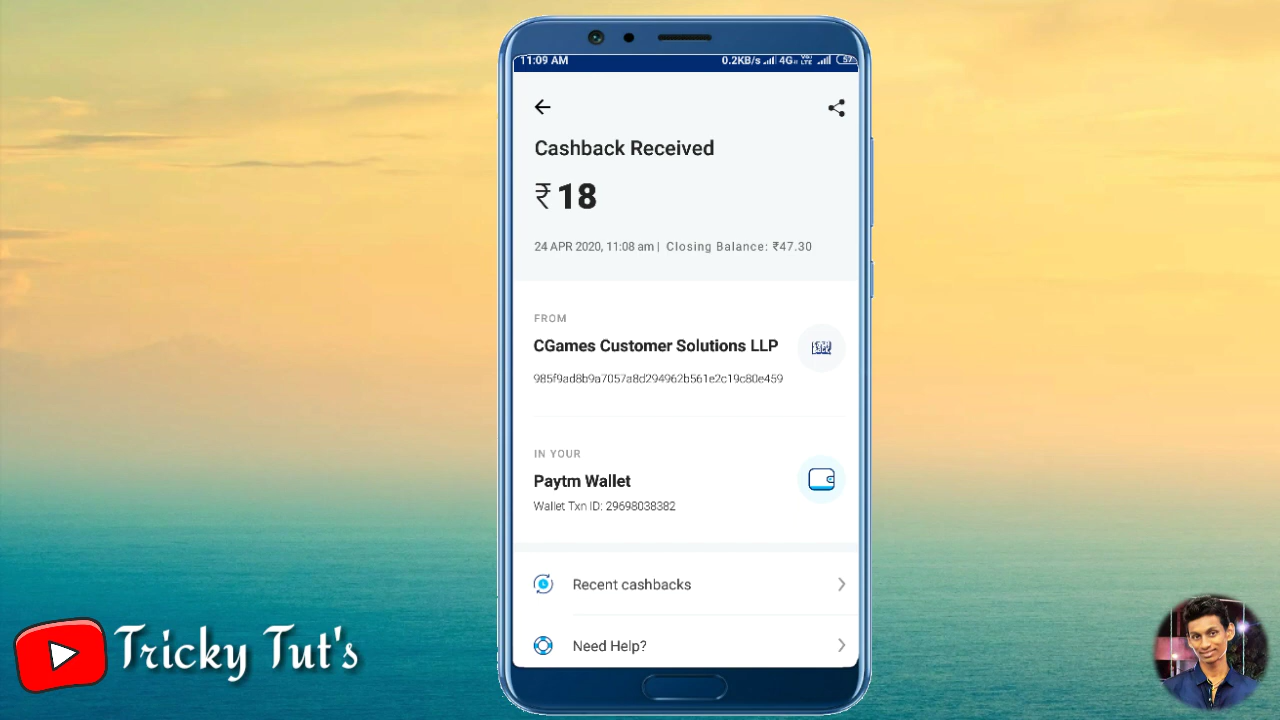 11:09 AM
0.2KB/s 4G VoLTE 57
Cashback Received
₹18
24 APR 2020, 11:08 am | Closing Balance: ₹47.30
FROM
CGames Customer Solutions LLP
985f9ad8b9a7057a8d294962b561e2c19c80e459
IN YOUR
Paytm Wallet
Wallet Txn ID: 29698038382
Recent cashbacks
Need Help?
Tricky Tut's